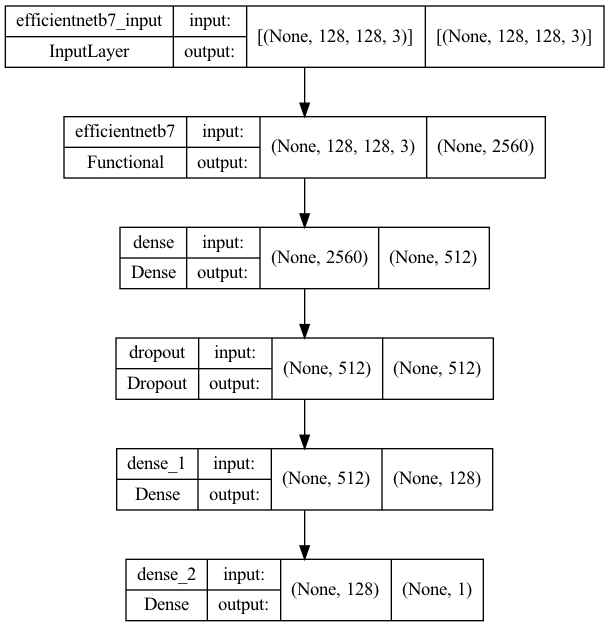 efficientnetb7_input input: [(None, 128, 128, 3)] [(None, 128, 128, 3)]
InputLayer output:
efficientnetb7 input: (None, 128, 128, 3) (None, 2560)
Functional output:
dense input: (None, 2560) (None, 512)
Dense output:
dropout input: (None, 512) (None, 512)
Dropout output:
dense_1 input: (None, 512) (None, 128)
Dense output:
dense_2 input: (None, 128) (None, 1)
Dense output: